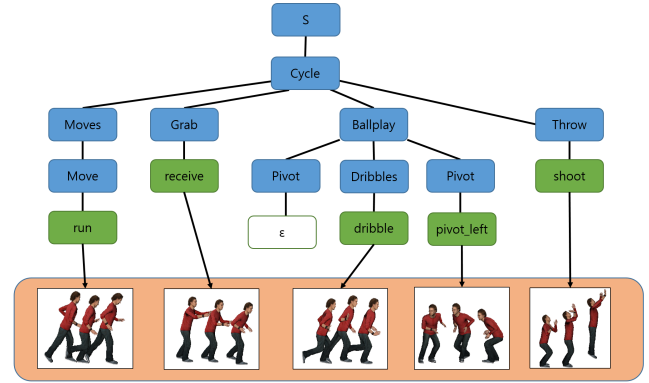 S
Cycle
Moves Grab Ballplay Throw
Move receive Pivot Dribbles Pivot shoot
run ε dribble pivot_left